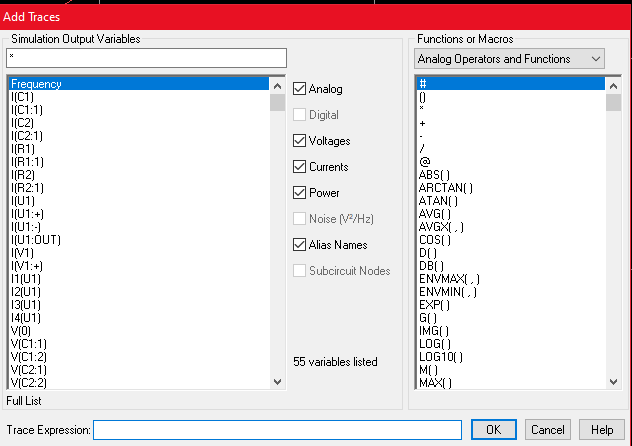 Add Traces
Simulation Output Variables
*
Frequency
I(C1)
I(C1:1)
I(C2)
I(C2:1)
I(R1)
I(R1:1)
I(R2)
I(R2:1)
I(U1)
I(U1:+)
I(U1:-)
I(U1:OUT)
I(V1)
I(V1:+)
I1(U1)
I2(U1)
I3(U1)
I4(U1)
V(0)
V(C1:1)
V(C1:2)
V(C2:1)
V(C2:2)
Full List
Analog
Digital
Voltages
Currents
Power
Noise (V²/Hz)
Alias Names
Subcircuit Nodes
55 variables listed
Functions or Macros
Analog Operators and Functions
#
()
*
+
-
/
@
ABS( )
ARCTAN( )
ATAN( )
AVG( )
AVGX( , )
COS( )
D( )
DB( )
ENVMAX( , )
ENVMIN( , )
EXP( )
G( )
IMG( )
LOG( )
LOG10( )
M( )
MAX( )
Trace Expression:
OK
Cancel
Help